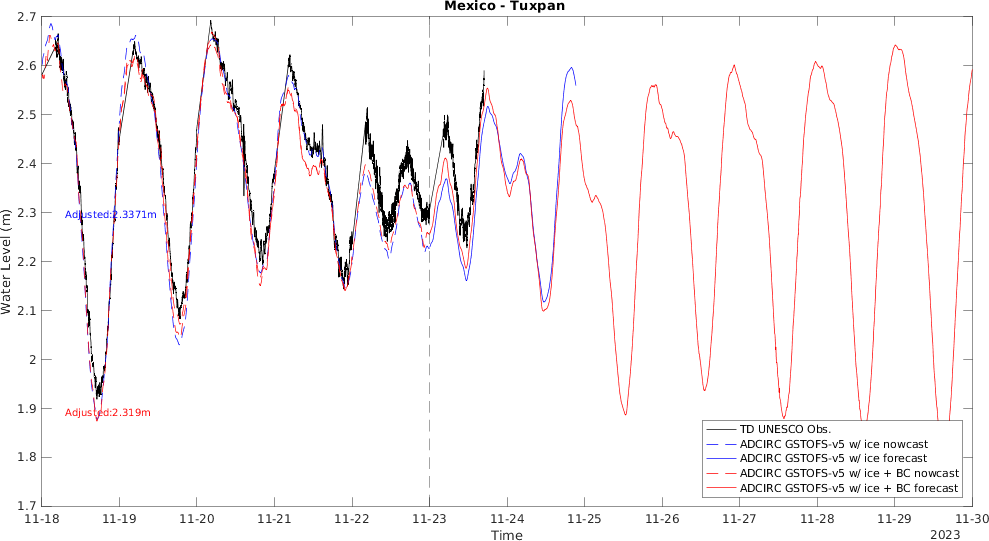 Mexico - Tuxpan
2.7
2.6
2.5
2.4
2.3
2.2
2.1
2
1.9
1.8
1.7
Water Level (m)
Adjusted:2.3371m
Adjusted:2.319m
TD UNESCO Obs.
ADCIRC GSTOFS-v5 w/ ice nowcast
ADCIRC GSTOFS-v5 w/ ice forecast
ADCIRC GSTOFS-v5 w/ ice + BC nowcast
ADCIRC GSTOFS-v5 w/ ice + BC forecast
11-18 11-19 11-20 11-21 11-22 11-23 11-24 11-25 11-26 11-27 11-28 11-29 11-30
Time
2023